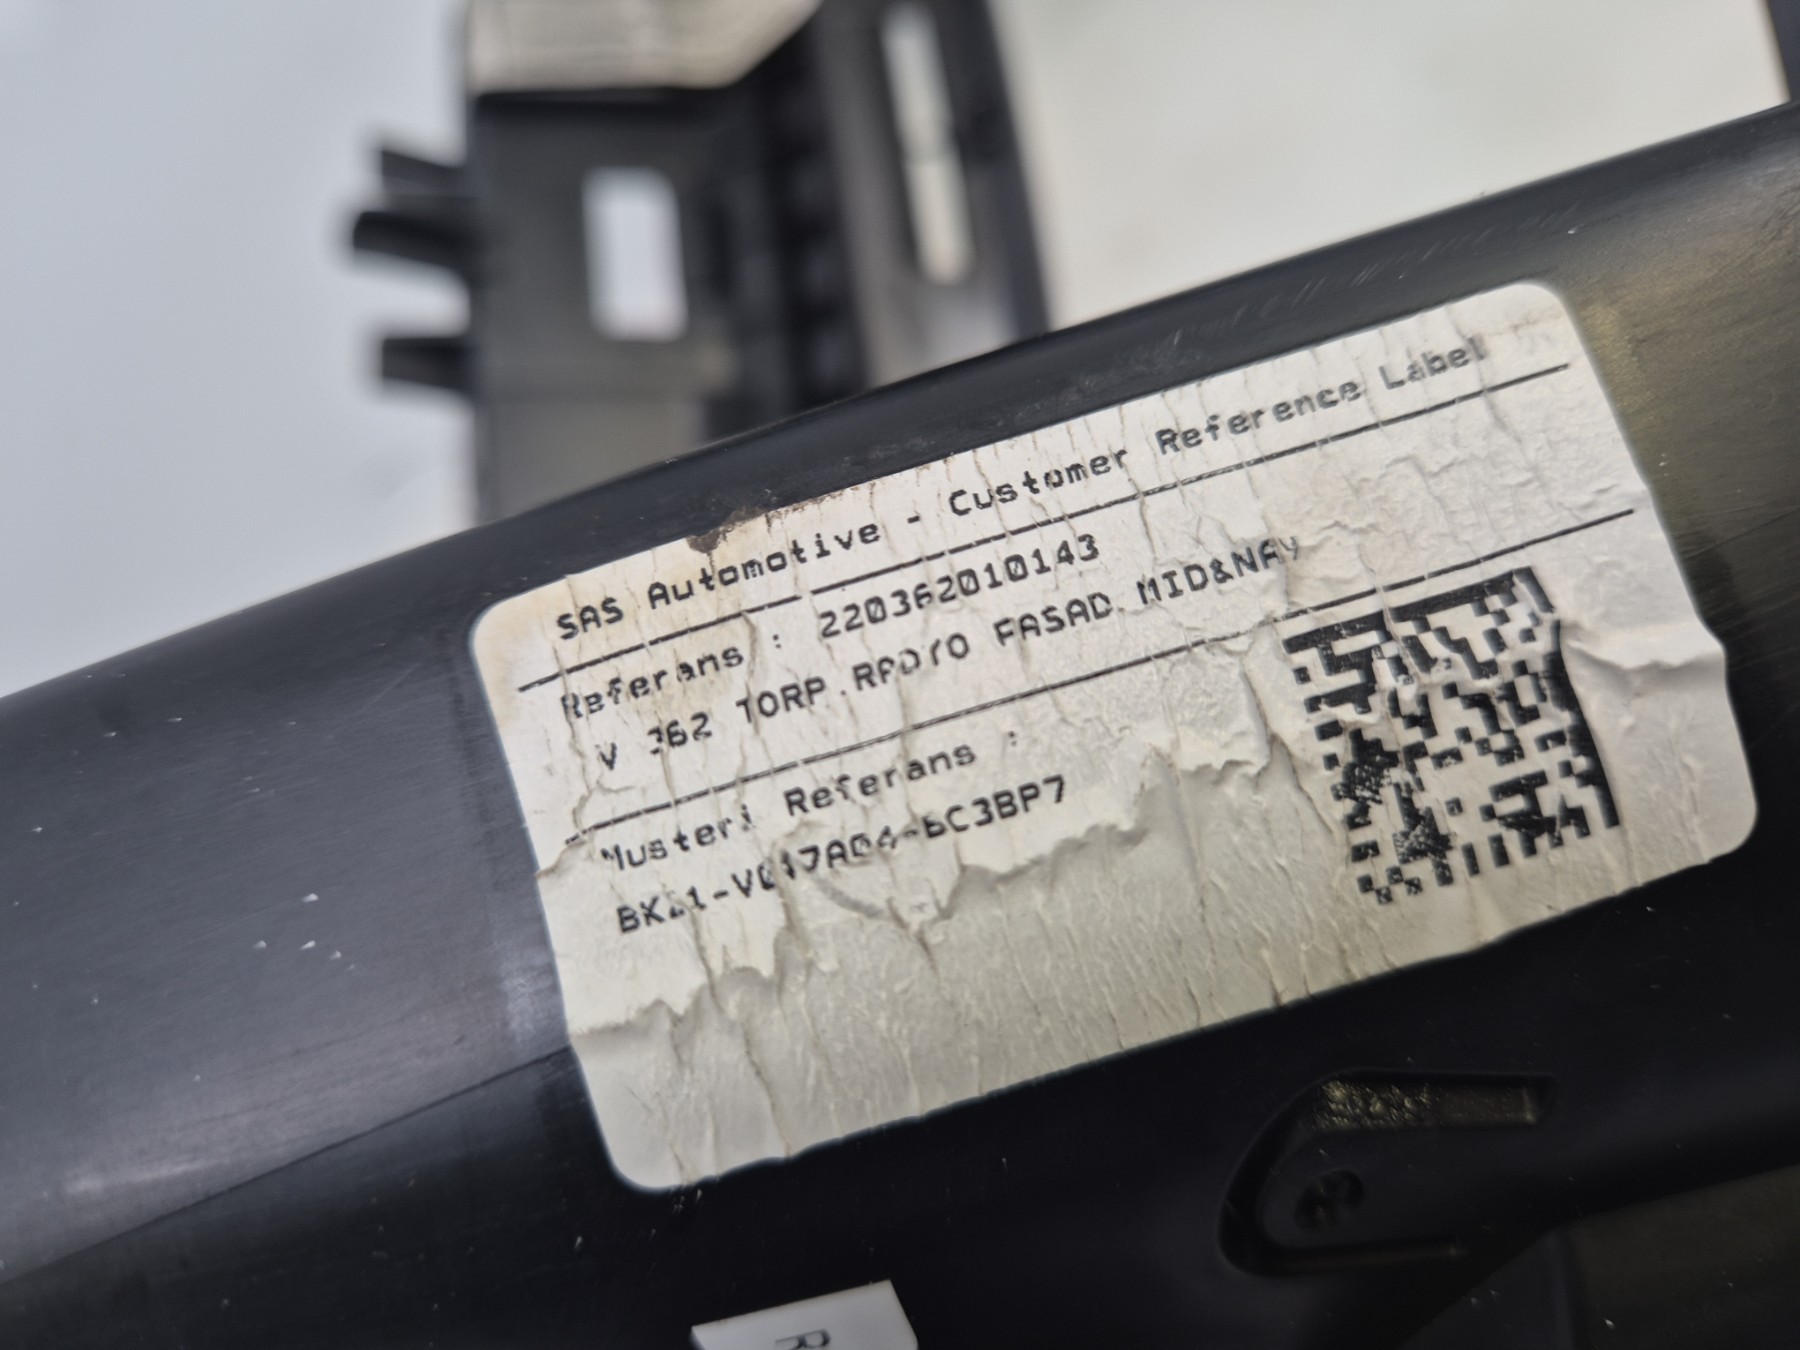 SAS Automotive - Customer Reference Label
Referans : 220362010143
V 362 TORP. RADYO FASAD MID&NAV
Musteri Referans :
R